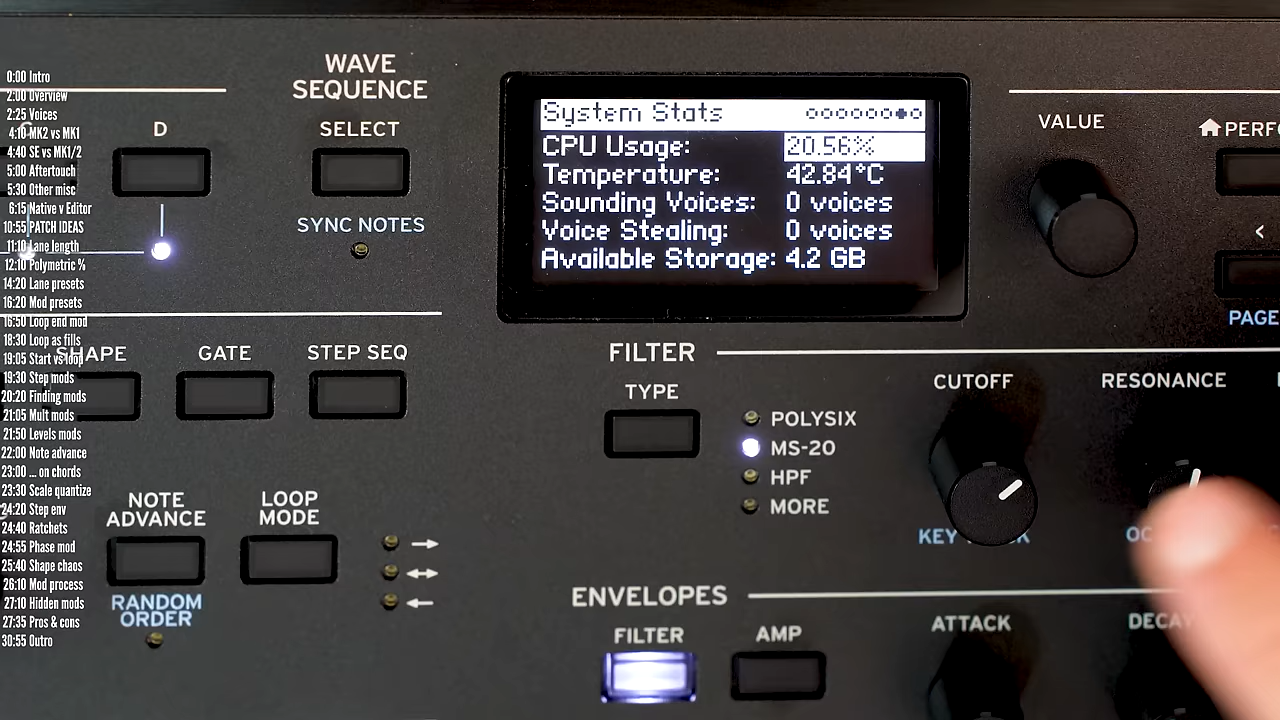 0:00 Intro
2:00 Overview
2:25 Voices
4:10 MK2 vs MK1
4:40 SE vs MK1/2
5:00 Aftertouch
5:30 Other misc
6:15 Native v Editor
10:55 PATCH IDEAS
11:10 Lane length
12:10 Polymetric %
14:20 Lane presets
16:20 Mod presets
16:50 Loop end mod
18:30 Loop as fills
19:05 Start vs loop
19:30 Step mods
20:20 Finding mods
21:05 Mult mods
21:50 Levels mods
22:00 Note advance
23:00 ... on chords
23:30 Scale quantize
24:20 Step env
24:40 Ratchets
24:55 Phase mod
25:40 Shape chaos
26:10 Mod process
27:10 Hidden mods
27:35 Pros & cons
30:55 Outro
WAVE
SEQUENCE
D
SELECT
SYNC NOTES
System Stats
CPU Usage: 20.56%
Temperature: 42.84°C
Sounding Voices: 0 voices
Voice Stealing: 0 voices
Available Storage: 4.2 GB
VALUE
PERF
<
PAGE
SHAPE
GATE
STEP SEQ
NOTE
ADVANCE
RANDOM
ORDER
LOOP
MODE
FILTER
TYPE
POLYSIX
MS-20
HPF
MORE
CUTOFF
RESONANCE
KEY
ENVELOPES
FILTER
AMP
ATTACK
DECAY